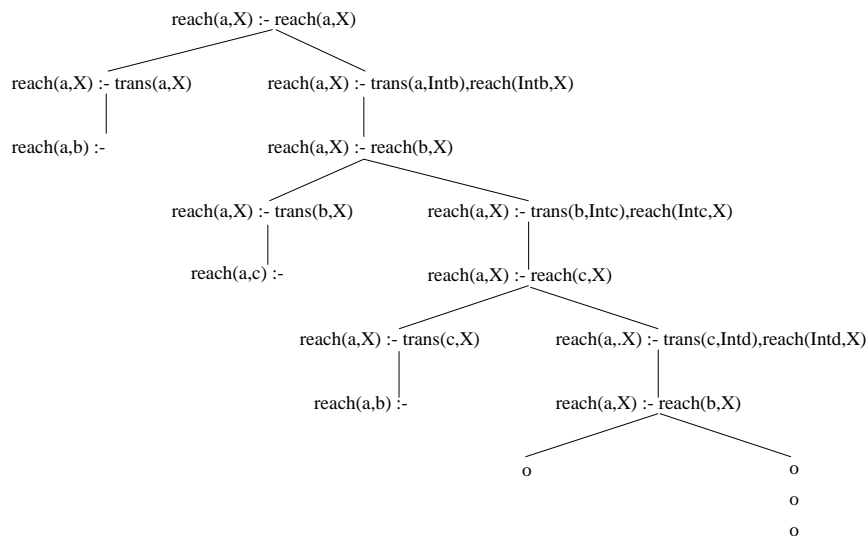 reach(a,X) :- reach(a,X)
reach(a,X) :- trans(a,X)
reach(a,X) :- trans(a,Intb),reach(Intb,X)
reach(a,b) :-
reach(a,X) :- reach(b,X)
reach(a,X) :- trans(b,X)
reach(a,X) :- trans(b,Intc),reach(Intc,X)
reach(a,c) :-
reach(a,X) :- reach(c,X)
reach(a,X) :- trans(c,X)
reach(a,.X) :- trans(c,Intd),reach(Intd,X)
reach(a,b) :-
reach(a,X) :- reach(b,X)
o
o
o
o